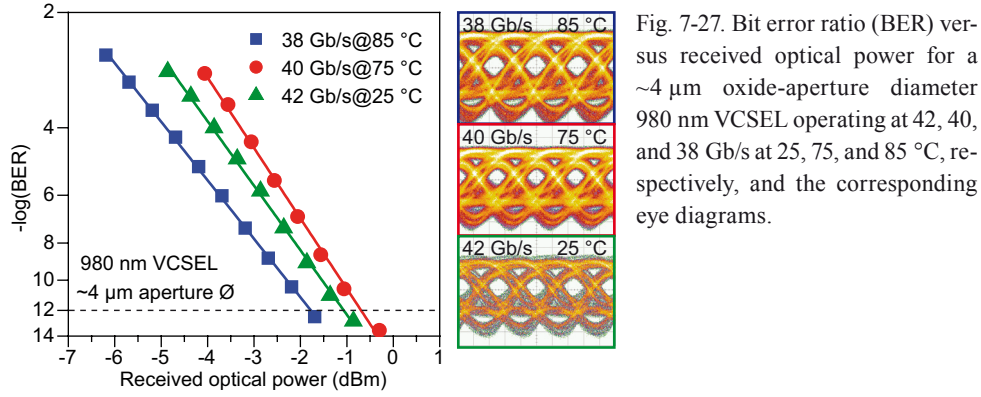 2
4
6
8
10
12
14
-log(BER)
38 Gb/s@85 °C
40 Gb/s@75 °C
42 Gb/s@25 °C
980 nm VCSEL
~4 µm aperture Ø
-7 -6 -5 -4 -3 -2 -1 0 1
Received optical power (dBm)
38 Gb/s 85 °C
40 Gb/s 75 °C
42 Gb/s 25 °C
Fig. 7-27. Bit error ratio (BER) ver-
sus received optical power for a
~4 µm oxide-aperture diameter
980 nm VCSEL operating at 42, 40,
and 38 Gb/s at 25, 75, and 85 °C, re-
spectively, and the corresponding
eye diagrams.